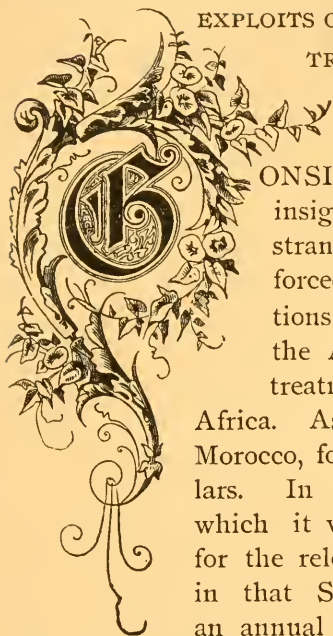 EXPLOITS O
TR
CONSI
insig
stran
forced
tions
the A
treati
Africa. As
Morocco, fo
lars. In
which it
for the rele
in that S
an annual